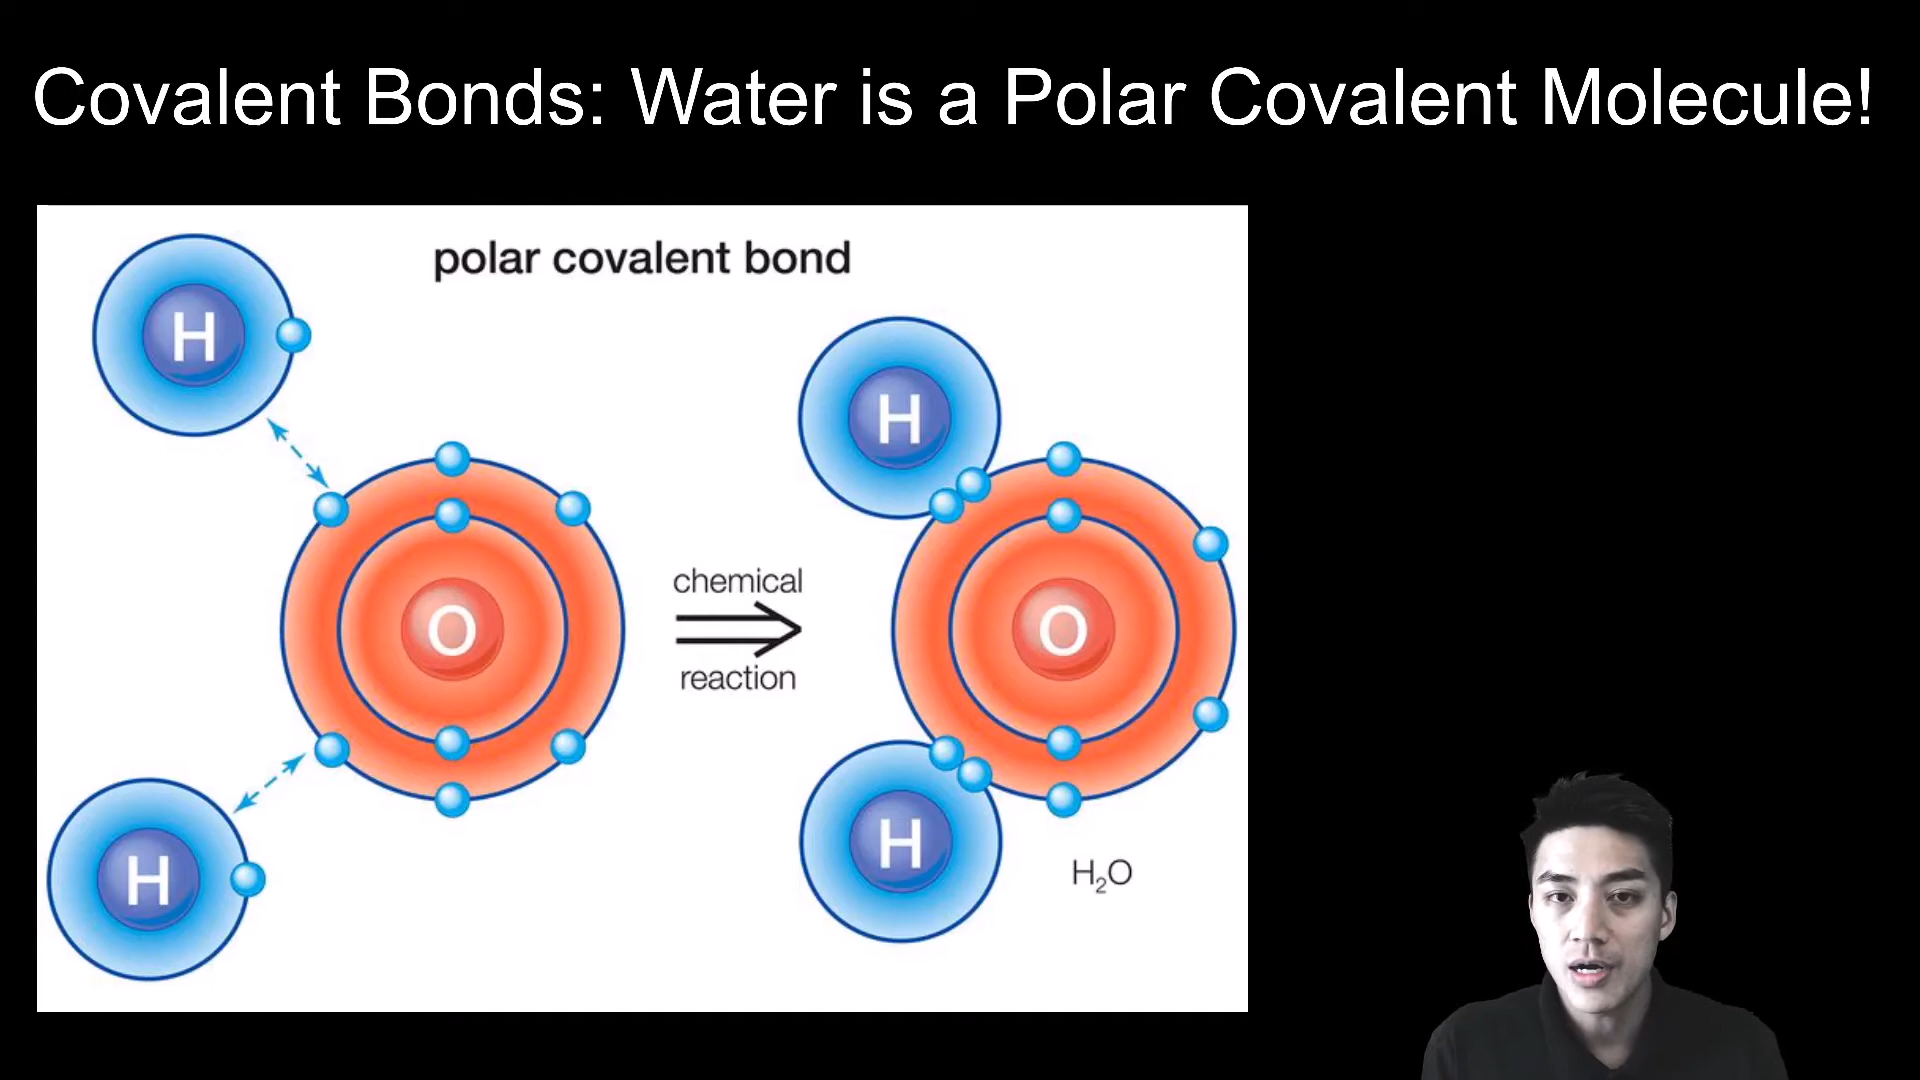 Covalent Bonds: Water is a Polar Covalent Molecule!
polar covalent bond
H
H
O
chemical
reaction
O
H
H
H₂O